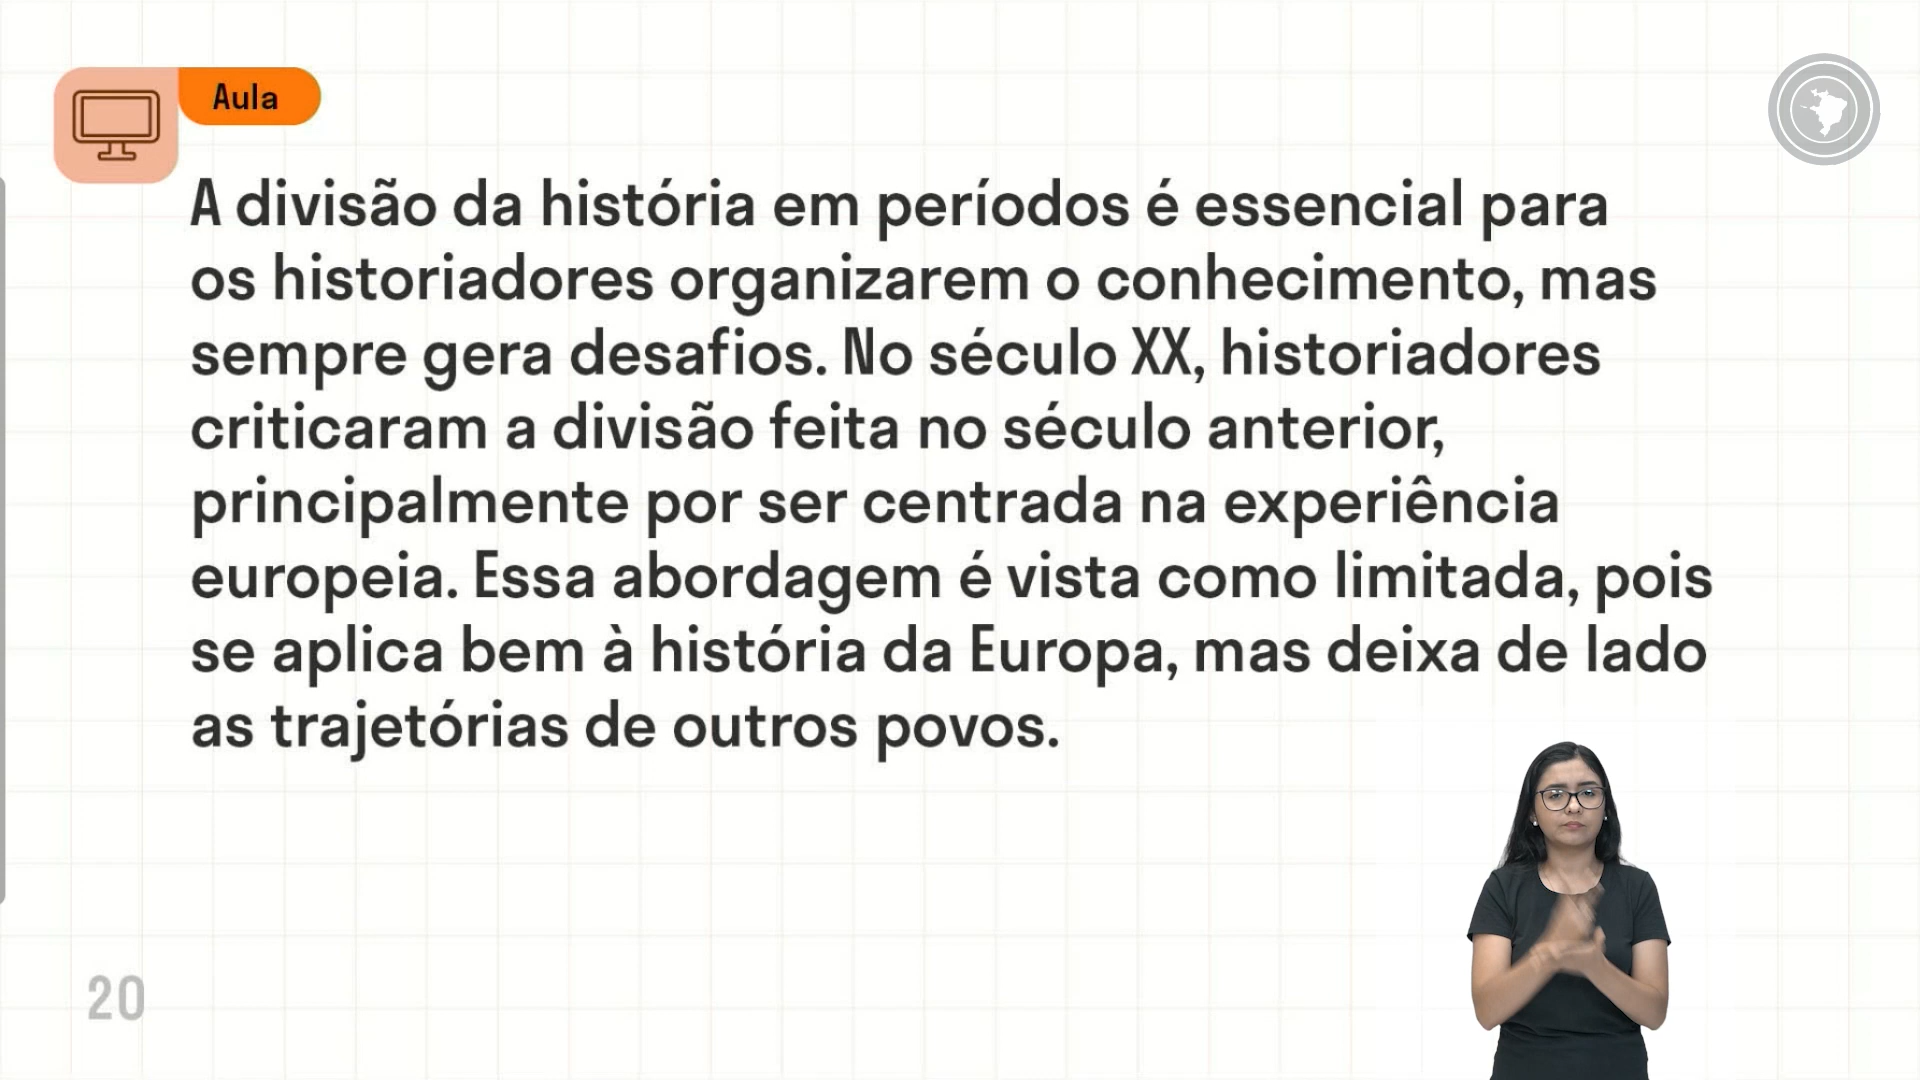 Aula
A divisão da história em períodos é essencial para
os historiadores organizarem o conhecimento, mas
sempre gera desafios. No século XX, historiadores
criticaram a divisão feita no século anterior,
principalmente por ser centrada na experiência
europeia. Essa abordagem é vista como limitada, pois
se aplica bem à história da Europa, mas deixa de lado
as trajetórias de outros povos.
20